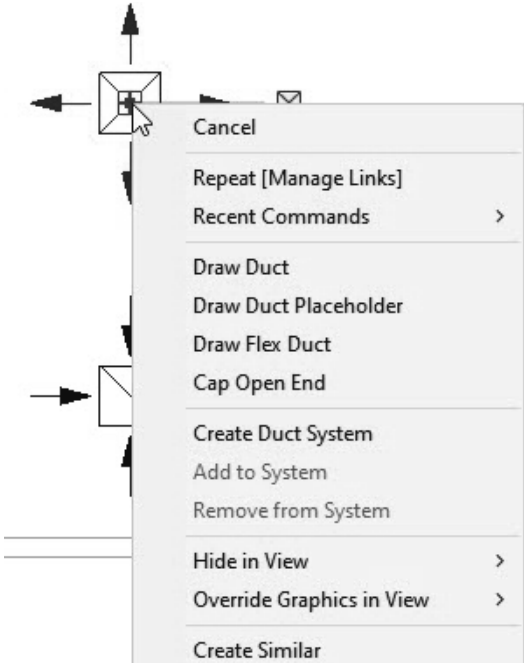 Cancel
Repeat [Manage Links]
Recent Commands
Draw Duct
Draw Duct Placeholder
Draw Flex Duct
Cap Open End
Create Duct System
Add to System
Remove from System
Hide in View
Override Graphics in View
Create Similar